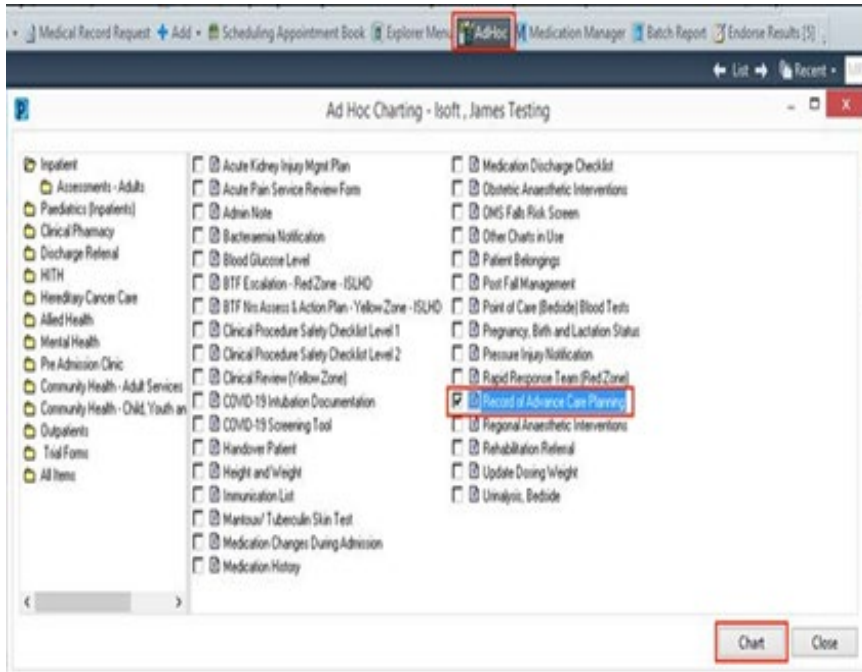 Medical Record Request Add Scheduling Appointment Book Explorer Menu AdHoc Medication Manager Batch Report Endorse Results [5]
List Recent
Ad Hoc Charting - Isoft , James Testing
Inpatient
Assessments - Adults
Paediatrics (Inpatients)
Clinical Pharmacy
Discharge Referral
HITH
Hereditary Cancer Care
Allied Health
Mental Health
Pre Admission Clinic
Community Health - Adult Services
Community Health - Child, Youth an
Outpatients
Trial Forms
All Items
Acute Kidney Injury Mgmt Plan
Acute Pain Service Review Form
Admin Note
Bacteraemia Notification
Blood Glucose Level
BTF Escalation - Red Zone - ISLHD
BTF Nrs Assess & Action Plan - Yellow Zone - ISLHD
Clinical Procedure Safety Checklist Level 1
Clinical Procedure Safety Checklist Level 2
Clinical Review (Yellow Zone)
COVID-19 Intubation Documentation
COVID-19 Screening Tool
Handover Patient
Height and Weight
Immunisation List
Mantoux/ Tuberculin Skin Test
Medication Changes During Admission
Medication History
Medication Discharge Checklist
Obstetric Anaesthetic Interventions
OMS Falls Risk Screen
Other Charts in Use
Patient Belongings
Post Fall Management
Point of Care (Bedside) Blood Tests
Pregnancy, Birth and Lactation Status
Pressure Injury Notification
Rapid Response Team (Red Zone)
Record of Advance Care Planning
Regional Anaesthetic Interventions
Rehabilitation Referral
Update Dosing Weight
Urinalysis, Bedside
Chart Close